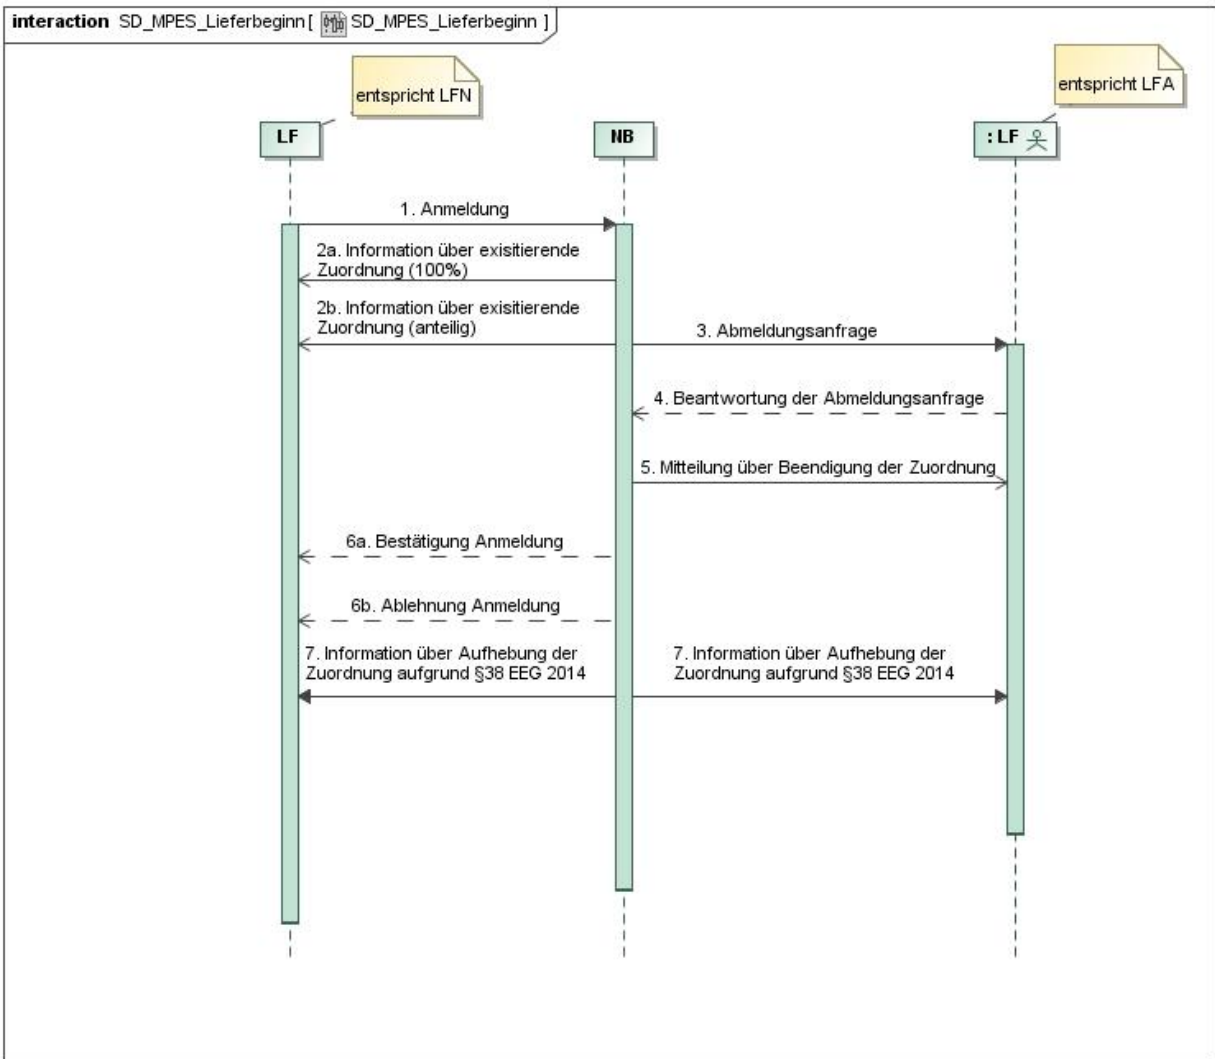 interaction SD_MPES_Lieferbeginn [ SD_MPES_Lieferbeginn ]
entspricht LFN
entspricht LFA
LF
NB
:LF
1. Anmeldung
2a. Information über exisitierende
Zuordnung (100%)
2b. Information über exisitierende
Zuordnung (anteilig)
3. Abmeldungsanfrage
4. Beantwortung der Abmeldungsanfrage
5. Mitteilung über Beendigung der Zuordnung
6a. Bestätigung Anmeldung
6b. Ablehnung Anmeldung
7. Information über Aufhebung der
Zuordnung aufgrund §38 EEG 2014
7. Information über Aufhebung der
Zuordnung aufgrund §38 EEG 2014